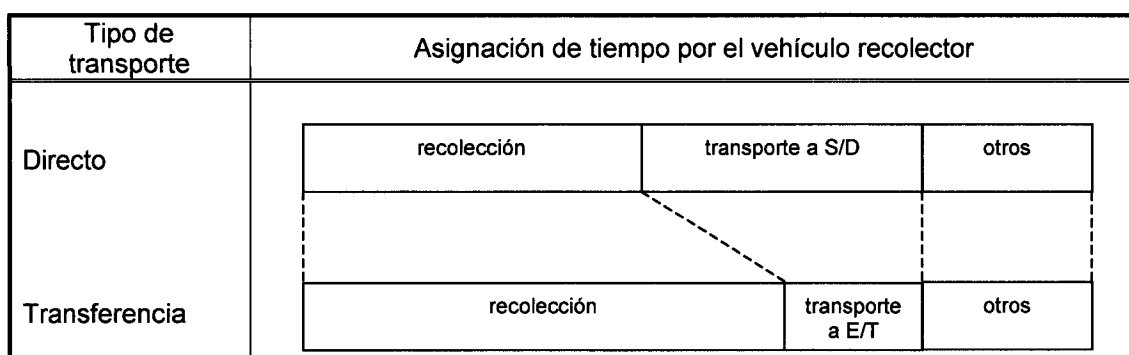 Tipo de
transporte
Asignación de tiempo por el vehículo recolector
Directo
recolección
transporte a S/D
otros
Transferencia
recolección
transporte
a E/T
otros